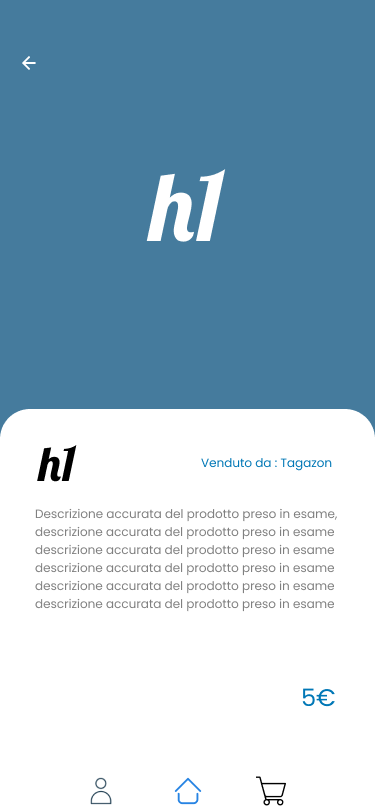 h1
h1
Venduto da : Tagazon
Descrizione accurata del prodotto preso in esame,
descrizione accurata del prodotto preso in esame
descrizione accurata del prodotto preso in esame
descrizione accurata del prodotto preso in esame
descrizione accurata del prodotto preso in esame
descrizione accurata del prodotto preso in esame
5€